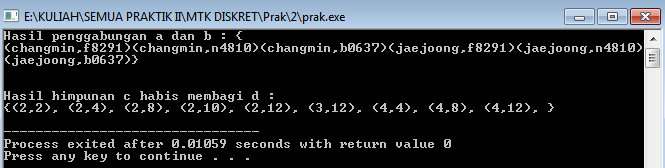 E:\KULIAH\SEMUA PRAKTIK II\MTK DISKRET\Prak\2\prak.exe
Hasil penggabungan a dan b : {
(changmin,f8291)(changmin,n4810)(changmin,b0637)(jaejoong,f8291)(jaejoong,n4810)
(jaejoong,b0637)}
Hasil himpunan c habis membagi d :
{(2,2), (2,4), (2,8), (2,10), (2,12), (3,12), (4,4), (4,8), (4,12), }
--------------------------------
Process exited after 0.01059 seconds with return value 0
Press any key to continue . . .